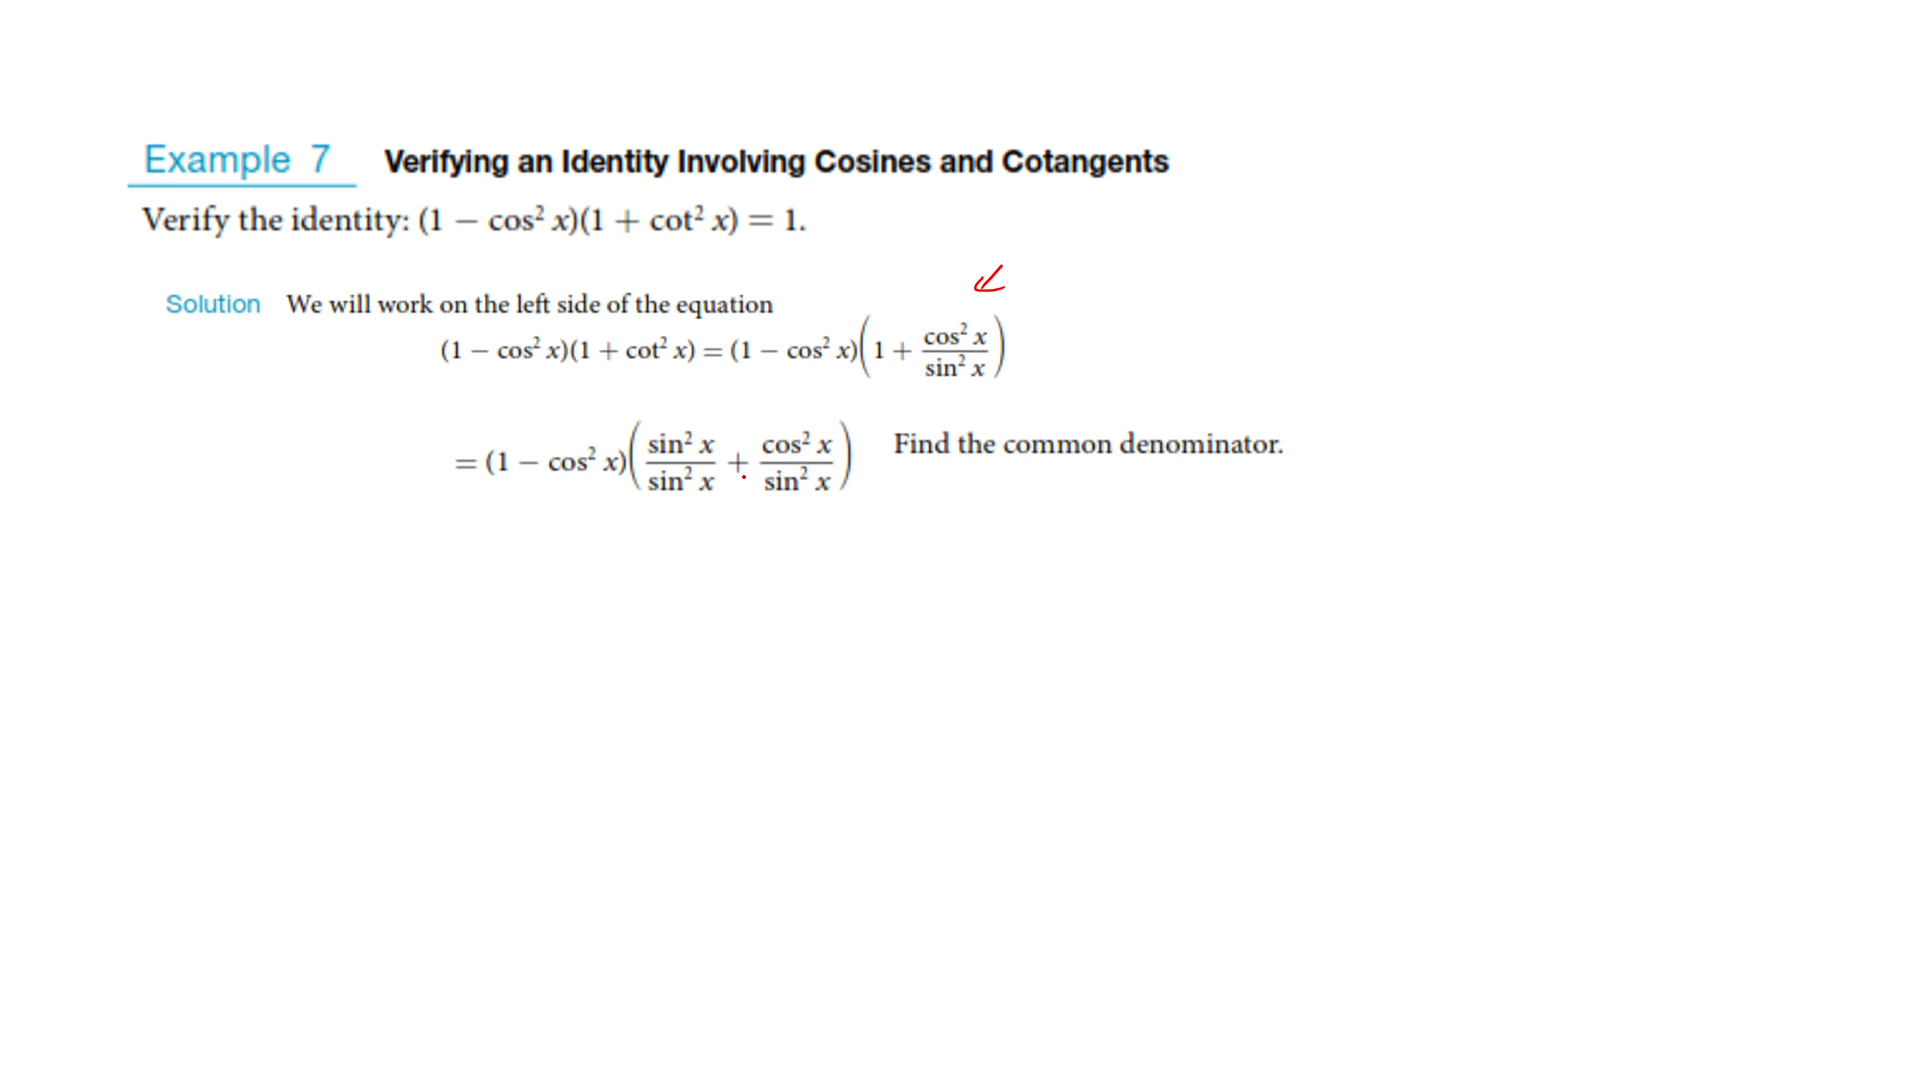 Example 7 Verifying an Identity Involving Cosines and Cotangents
Verify the identity: (1 − cos² x)(1 + cot² x) = 1.
Solution We will work on the left side of the equation
(1 − cos² x)(1 + cot² x) = (1 − cos² x)(1 + cos² x / sin² x)
= (1 − cos² x)(sin² x / sin² x + cos² x / sin² x) Find the common denominator.